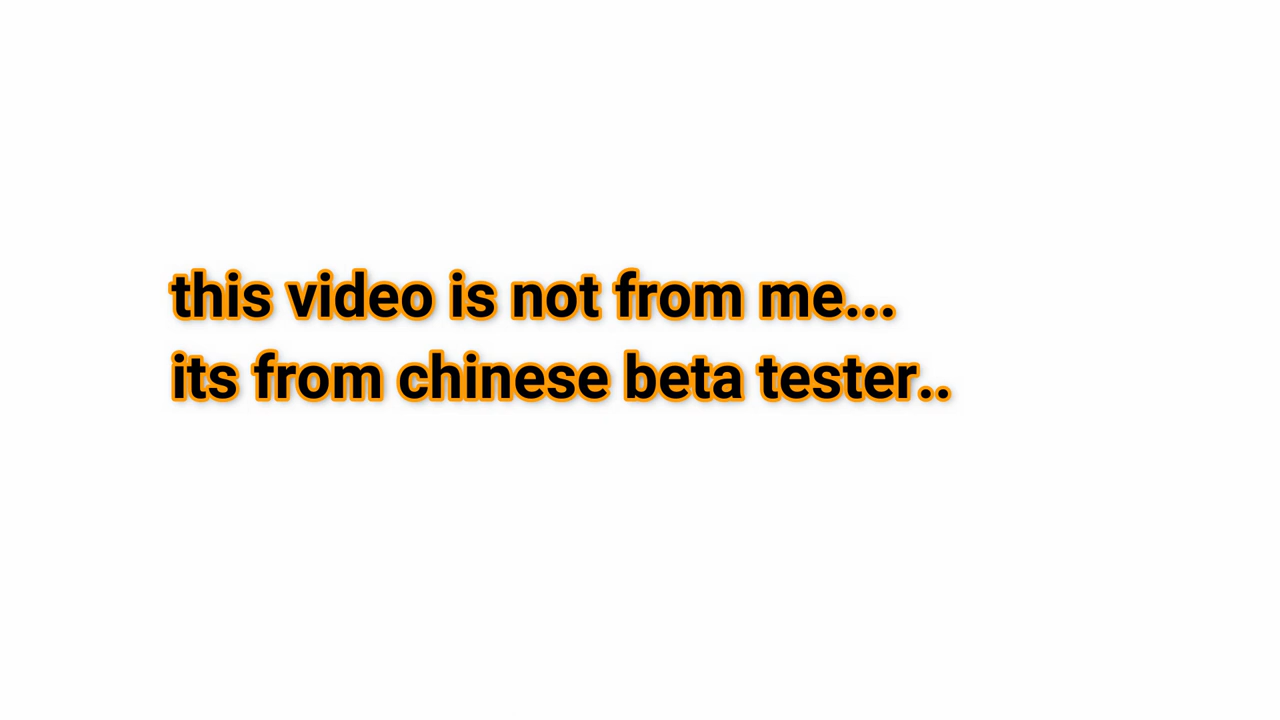 this video is not from me...
its from chinese beta tester..